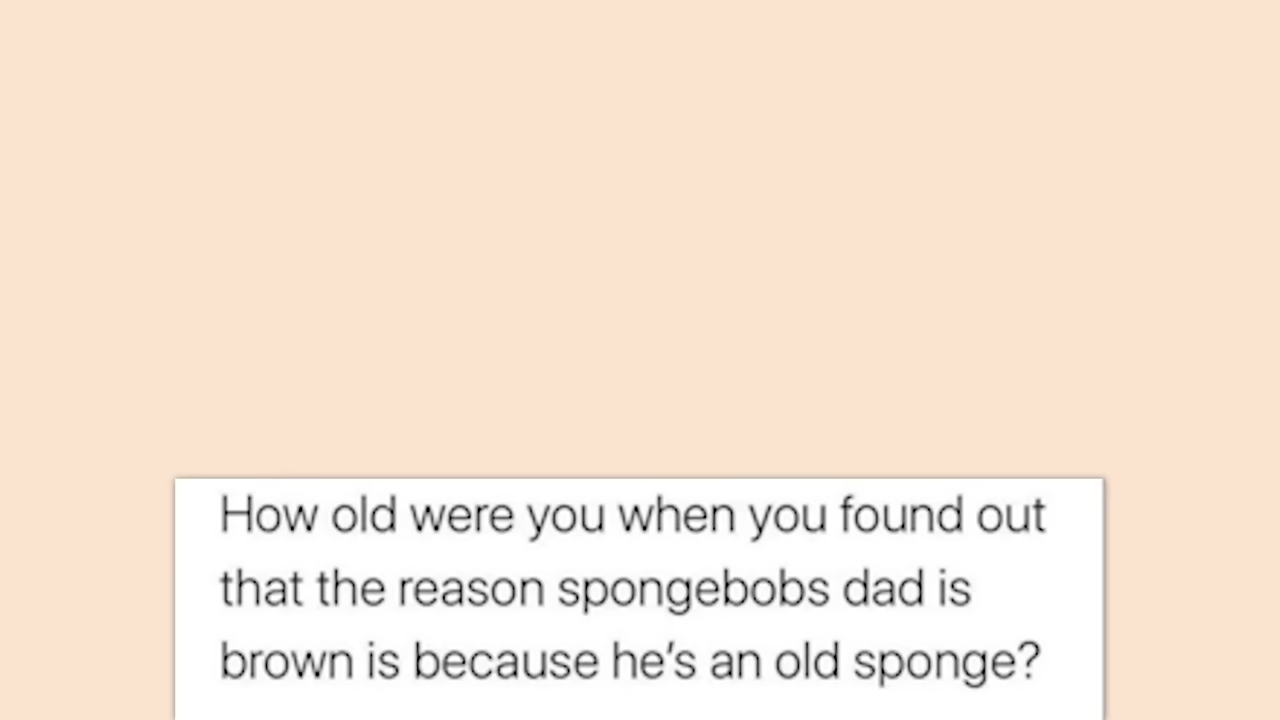 How old were you when you found out
that the reason spongebobs dad is
brown is because he’s an old sponge?